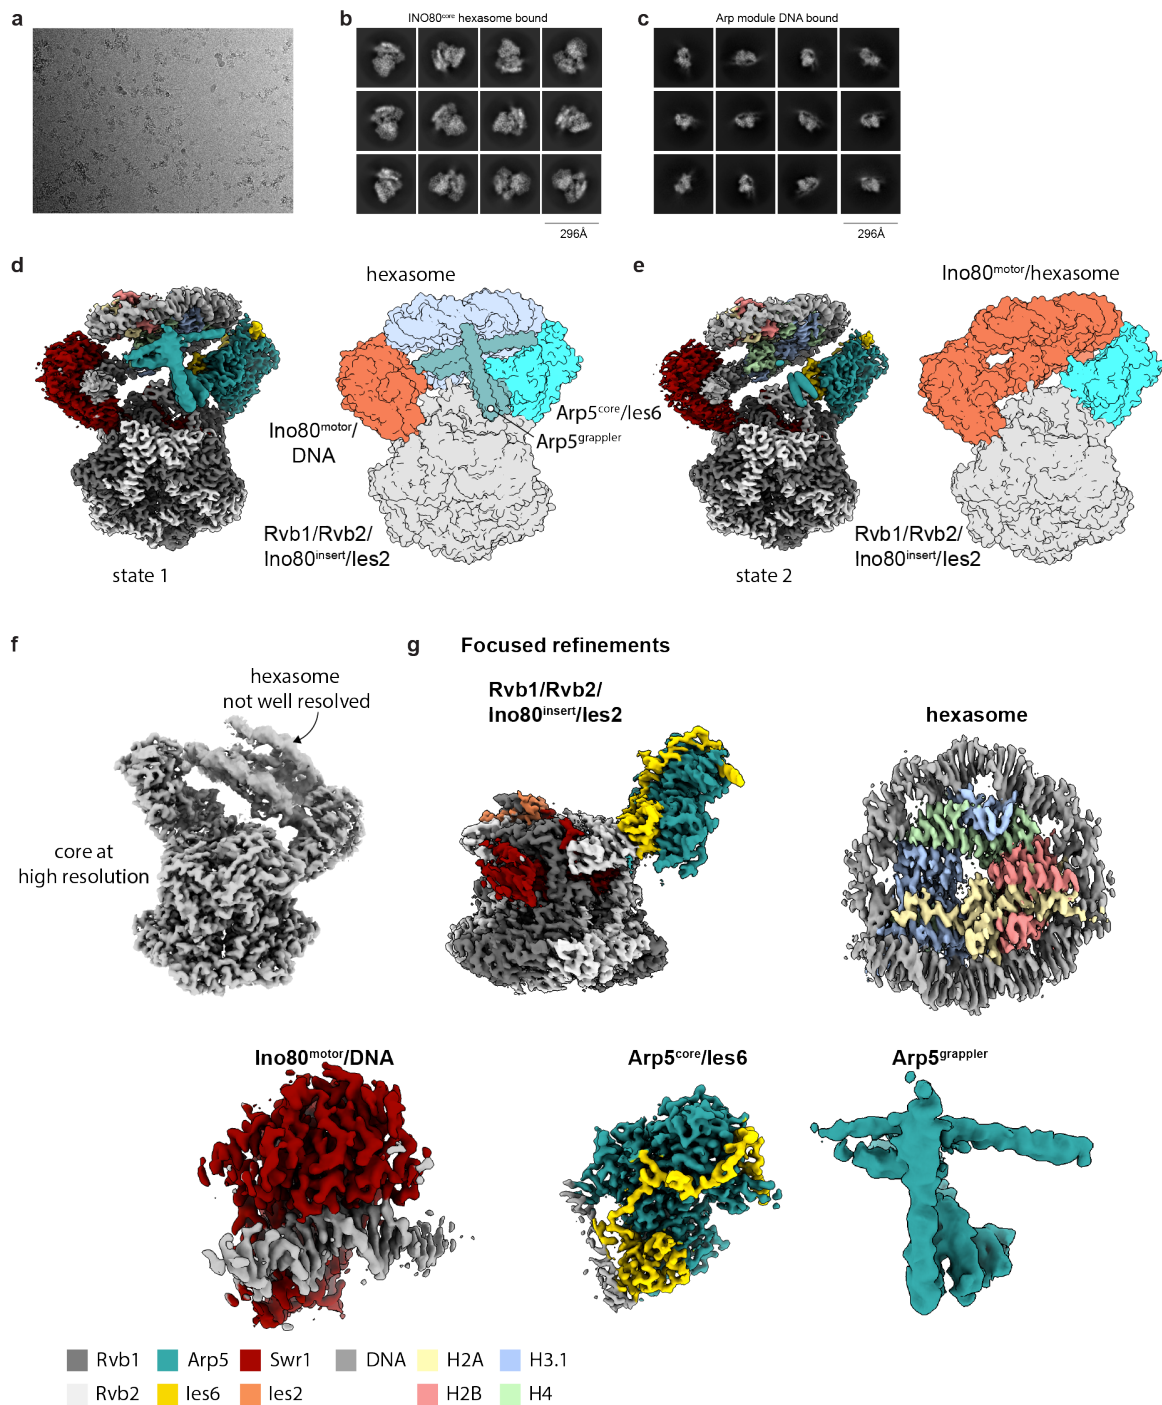 a
b
INO80core hexasome bound
296Å
c
Arp module DNA bound
296Å
d
hexasome
Ino80motor/
DNA
Arp5core/Ies6
Arp5grappler
Rvb1/Rvb2/
Ino80insert/Ies2
state 1
e
Ino80motor/hexasome
Rvb1/Rvb2/
Ino80insert/Ies2
state 2
f
hexasome
not well resolved
core at
high resolution
g
Focused refinements
Rvb1/Rvb2/
Ino80insert/Ies2
hexasome
Ino80motor/DNA
Arp5core/Ies6
Arp5grappler
Rvb1
Arp5
Swr1
DNA
H2A
H3.1
Rvb2
Ies6
Ies2
H2B
H4